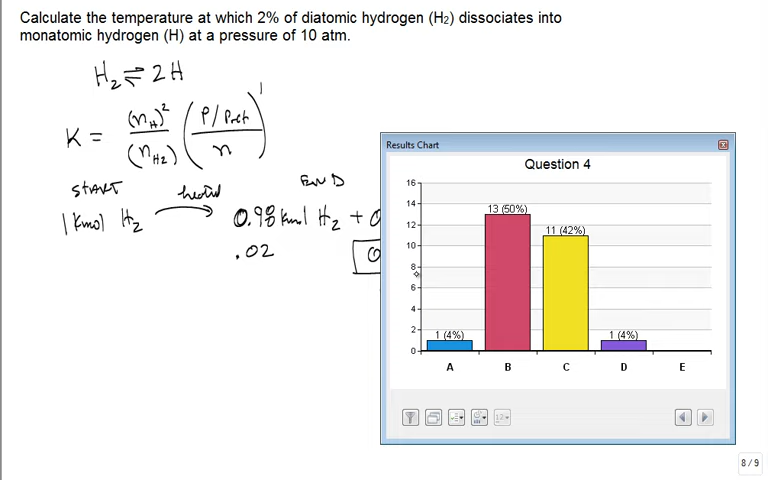 Calculate the temperature at which 2% of diatomic hydrogen (H₂) dissociates into
monatomic hydrogen (H) at a pressure of 10 atm.
H₂ ⇌ 2H
K = (n_H)² / (n_H₂) ( P/Pref / n )¹
START heated END
1 kmol H₂ → 0.98 kmol H₂ + 0
.02 0
Results Chart
Question 4
16
14
12
10
8
6
4
2
0
1 (4%)
13 (50%)
11 (42%)
1 (4%)
A B C D E
8 / 9